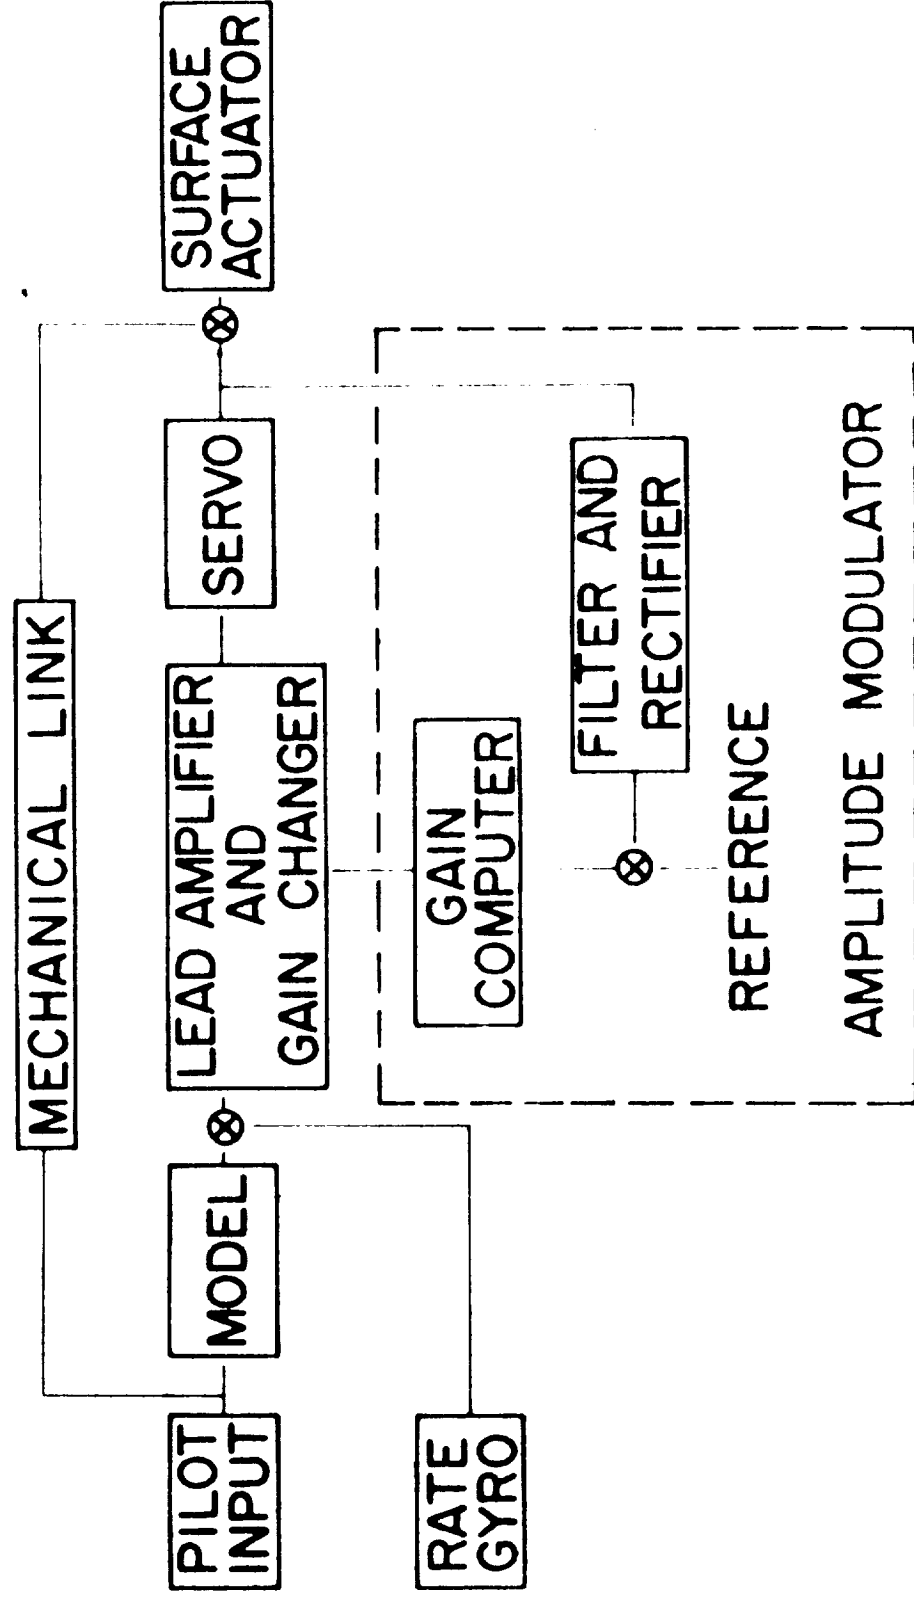 MECHANICAL LINK
PILOT
INPUT
MODEL
LEAD AMPLIFIER
AND
GAIN CHANGER
SERVO
SURFACE
ACTUATOR
RATE
GYRO
GAIN
COMPUTER
FILTER AND
RECTIFIER
REFERENCE
AMPLITUDE MODULATOR